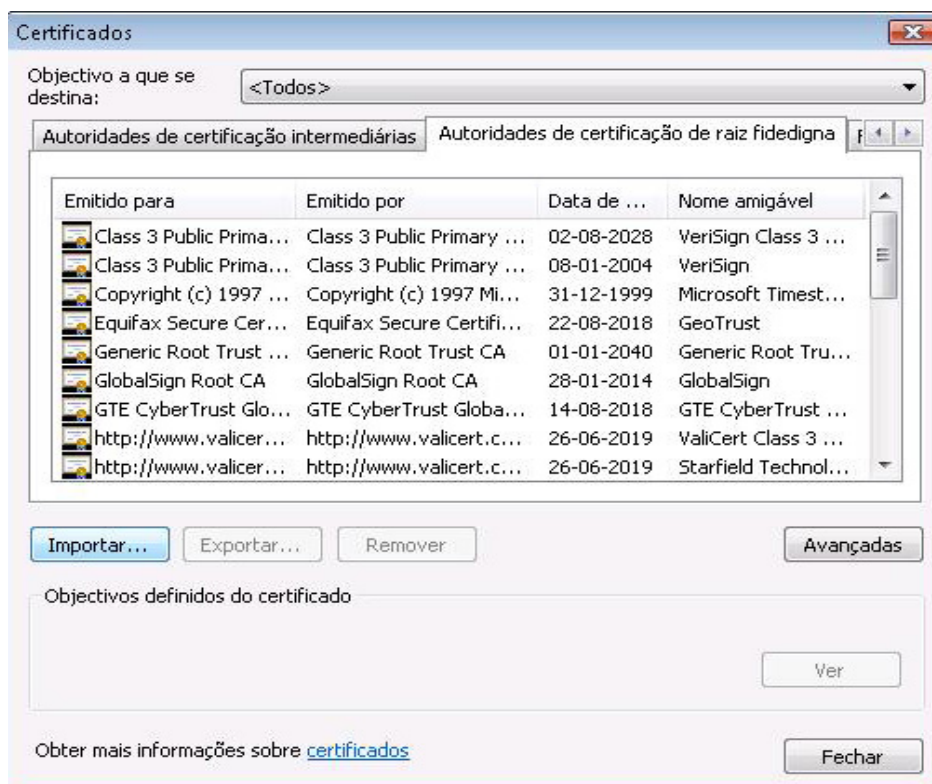 Certificados
Objectivo a que se
destina:
<Todos>
Autoridades de certificação intermediárias Autoridades de certificação de raiz fidedigna
Emitido para Emitido por Data de ... Nome amigável
Class 3 Public Prima... Class 3 Public Primary ... 02-08-2028 VeriSign Class 3 ...
Class 3 Public Prima... Class 3 Public Primary ... 08-01-2004 VeriSign
Copyright (c) 1997 ... Copyright (c) 1997 Mi... 31-12-1999 Microsoft Timest...
Equifax Secure Cer... Equifax Secure Certifi... 22-08-2018 GeoTrust
Generic Root Trust ... Generic Root Trust CA 01-01-2040 Generic Root Tru...
GlobalSign Root CA GlobalSign Root CA 28-01-2014 GlobalSign
GTE CyberTrust Glo... GTE CyberTrust Globa... 14-08-2018 GTE CyberTrust ...
http://www.valicer... http://www.valicert.c... 26-06-2019 ValiCert Class 3 ...
http://www.valicer... http://www.valicert.c... 26-06-2019 Starfield Technol...
Importar... Exportar... Remover Avançadas
Objectivos definidos do certificado
Ver
Obter mais informações sobre certificados
Fechar